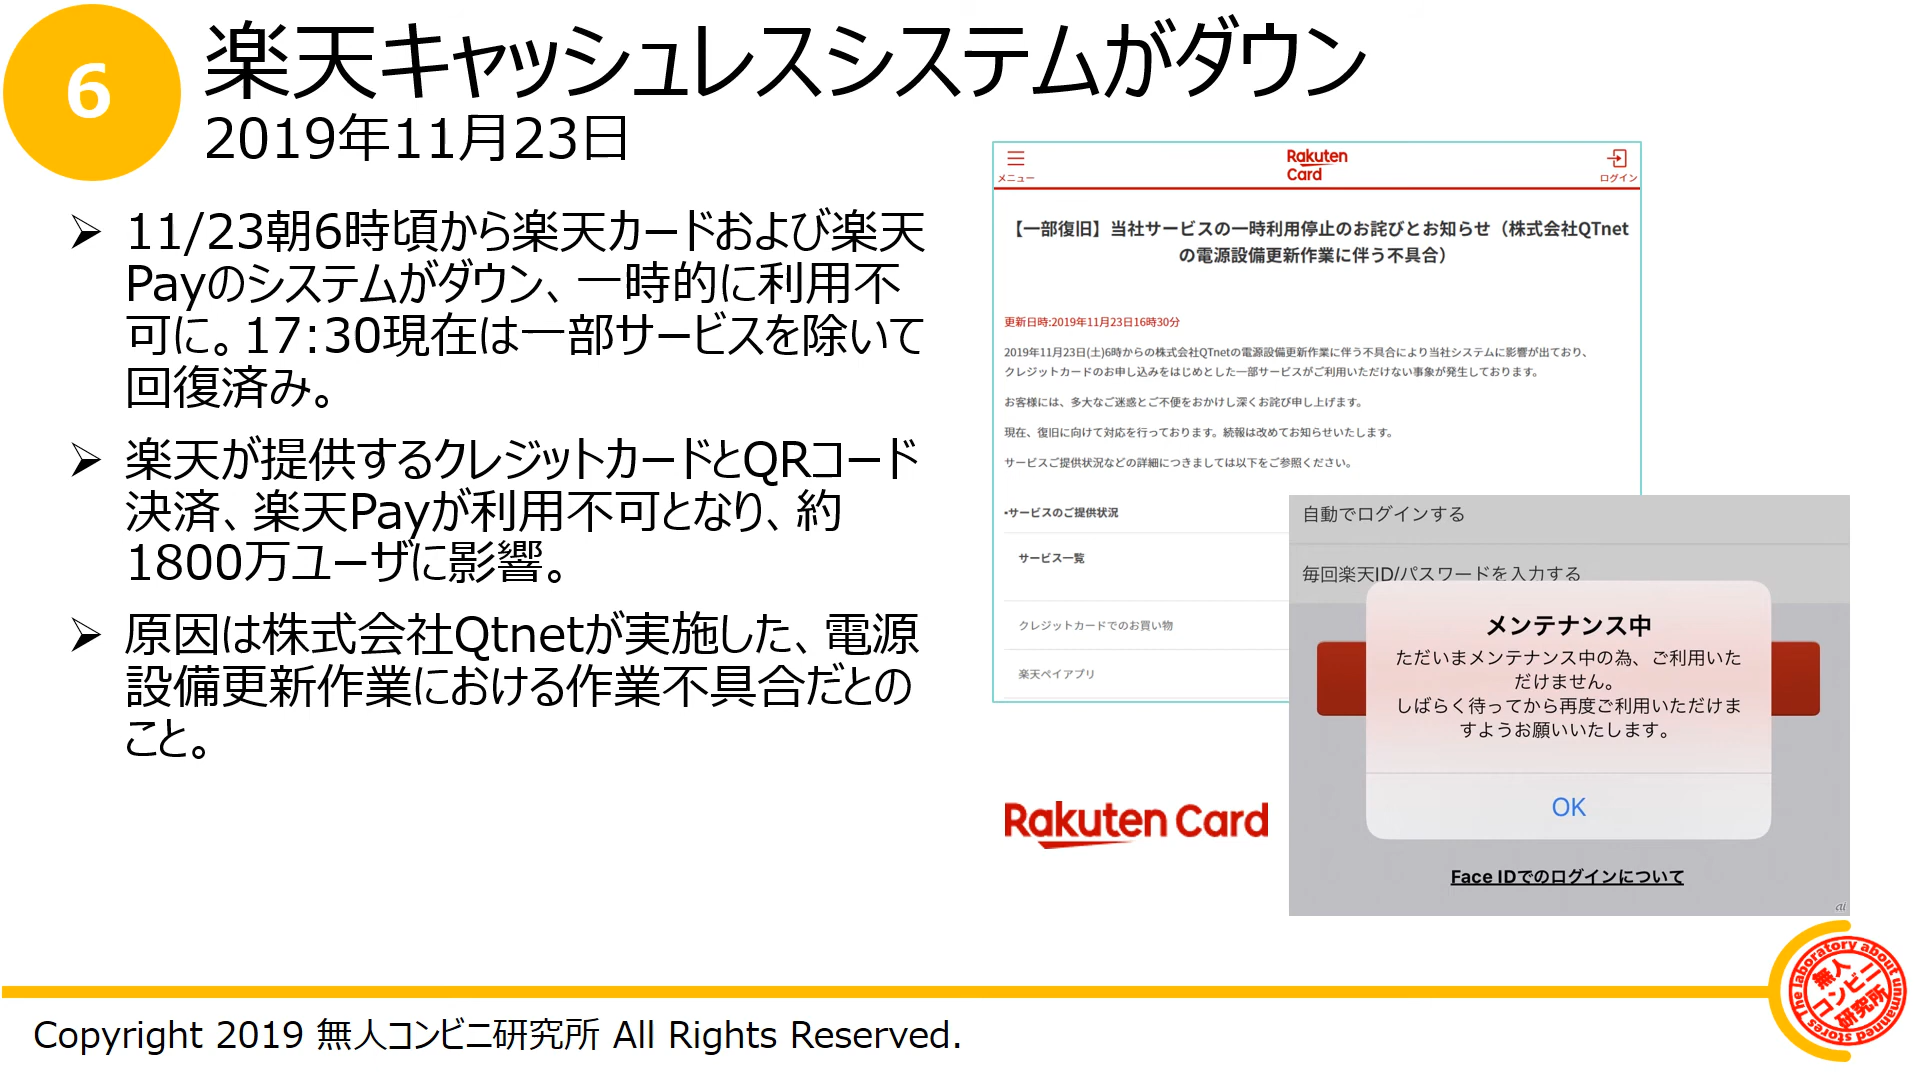 6
楽天キャッシュレスシステムがダウン
2019年11月23日
➢ 11/23朝6時頃から楽天カードおよび楽天
Payのシステムがダウン、一時的に利用不
可に。17:30現在は一部サービスを除いて
回復済み。
➢ 楽天が提供するクレジットカードとQRコード
決済、楽天Payが利用不可となり、約
1800万ユーザに影響。
➢ 原因は株式会社Qtnetが実施した、電源
設備更新作業における作業不具合だとの
こと。
メニュー
Rakuten
Card
ログイン
【一部復旧】当社サービスの一時利用停止のお詫びとお知らせ（株式会社QTnet
の電源設備更新作業に伴う不具合）
更新日時:2019年11月23日16時30分
2019年11月23日(土)6時からの株式会社QTnetの電源設備更新作業に伴う不具合により当社システムに影響が出ており、
クレジットカードのお申し込みをはじめとした一部サービスがご利用いただけない事象が発生しております。
お客様には、多大なご迷惑とご不便をおかけし深くお詫び申し上げます。
現在、復旧に向けて対応を行っております。続報は改めてお知らせいたします。
サービスご提供状況などの詳細につきましては以下をご参照ください。
•サービスのご提供状況
サービス一覧
クレジットカードでのお買い物
楽天ペイアプリ
自動でログインする
毎回楽天ID/パスワードを入力する
メンテナンス中
ただいまメンテナンス中の為、ご利用いた
だけません。
しばらく待ってから再度ご利用いただけま
すようお願いいたします。
OK
Face IDでのログインについて
Rakuten Card
The laboratory about unmanned stores
無人
コンビニ
研究所
Copyright 2019 無人コンビニ研究所 All Rights Reserved.